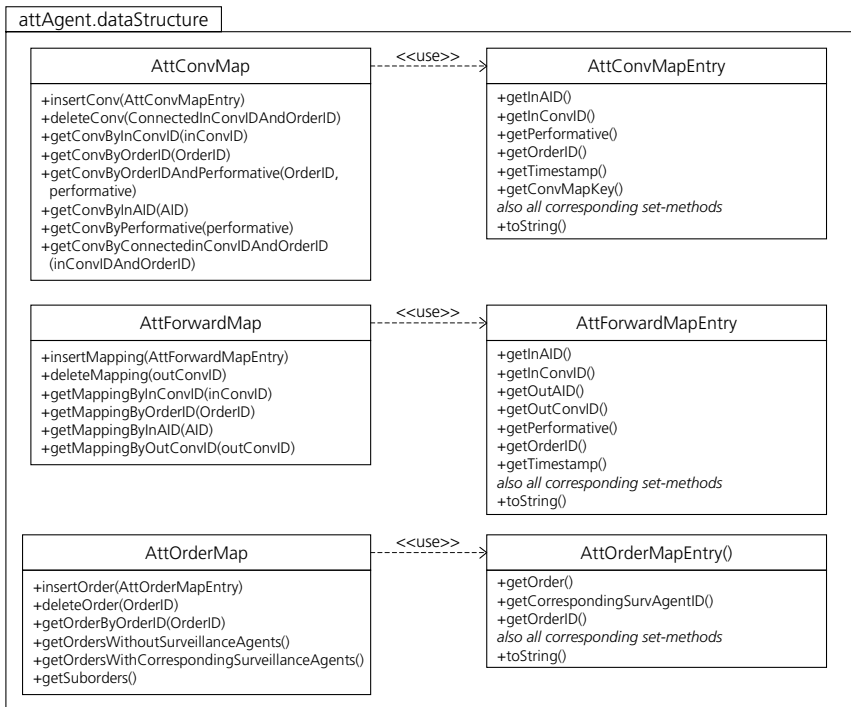 attAgent.dataStructure
AttConvMap
+insertConv(AttConvMapEntry)
+deleteConv(ConnectedInConvIDAndOrderID)
+getConvByInConvID(inConvID)
+getConvByOrderID(OrderID)
+getConvByOrderIDAndPerformative(OrderID,
performative)
+getConvByInAID(AID)
+getConvByPerformative(performative)
+getConvByConnectedinConvIDAndOrderID
(inConvIDAndOrderID)
<<use>>
AttConvMapEntry
+getInAID()
+getInConvID()
+getPerformative()
+getOrderID()
+getTimestamp()
+getConvMapKey()
also all corresponding set-methods
+toString()
AttForwardMap
+insertMapping(AttForwardMapEntry)
+deleteMapping(outConvID)
+getMappingByInConvID(inConvID)
+getMappingByOrderID(OrderID)
+getMappingByInAID(AID)
+getMappingByOutConvID(outConvID)
<<use>>
AttForwardMapEntry
+getInAID()
+getInConvID()
+getOutAID()
+getOutConvID()
+getPerformative()
+getOrderID()
+getTimestamp()
also all corresponding set-methods
+toString()
AttOrderMap
+insertOrder(AttOrderMapEntry)
+deleteOrder(OrderID)
+getOrderByOrderID(OrderID)
+getOrdersWithoutSurveillanceAgents()
+getOrdersWithCorrespondingSurveillanceAgents()
+getSuborders()
<<use>>
AttOrderMapEntry()
+getOrder()
+getCorrespondingSurvAgentID()
+getOrderID()
also all corresponding set-methods
+toString()